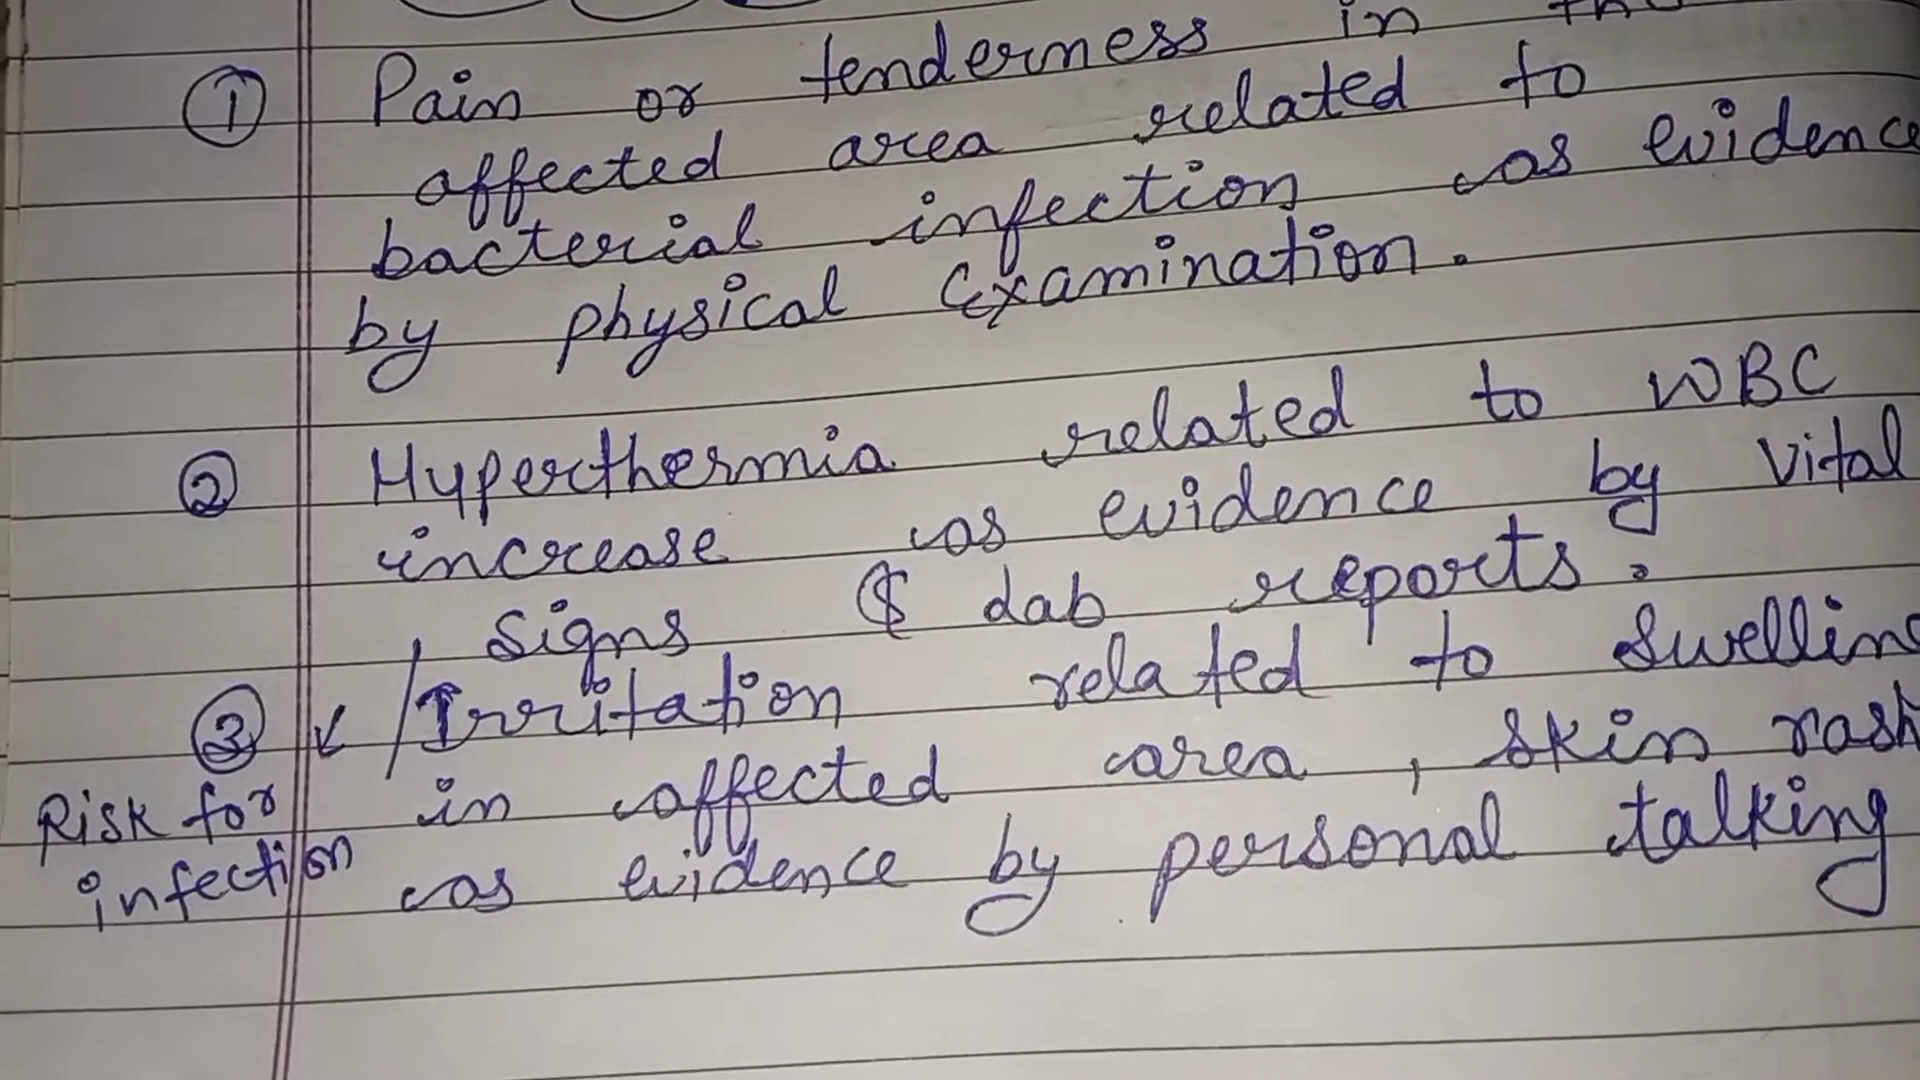 ① Pain or tenderness in
affected area related to
bacterial infection as evidence
by physical Examination.
② Hyperthermia related to WBC
increase as evidence by vital
signs & dab reports.
③ ↙ / Irritation related to Swelling
Risk for in affected area, skin rash
infection as evidence by personal talking